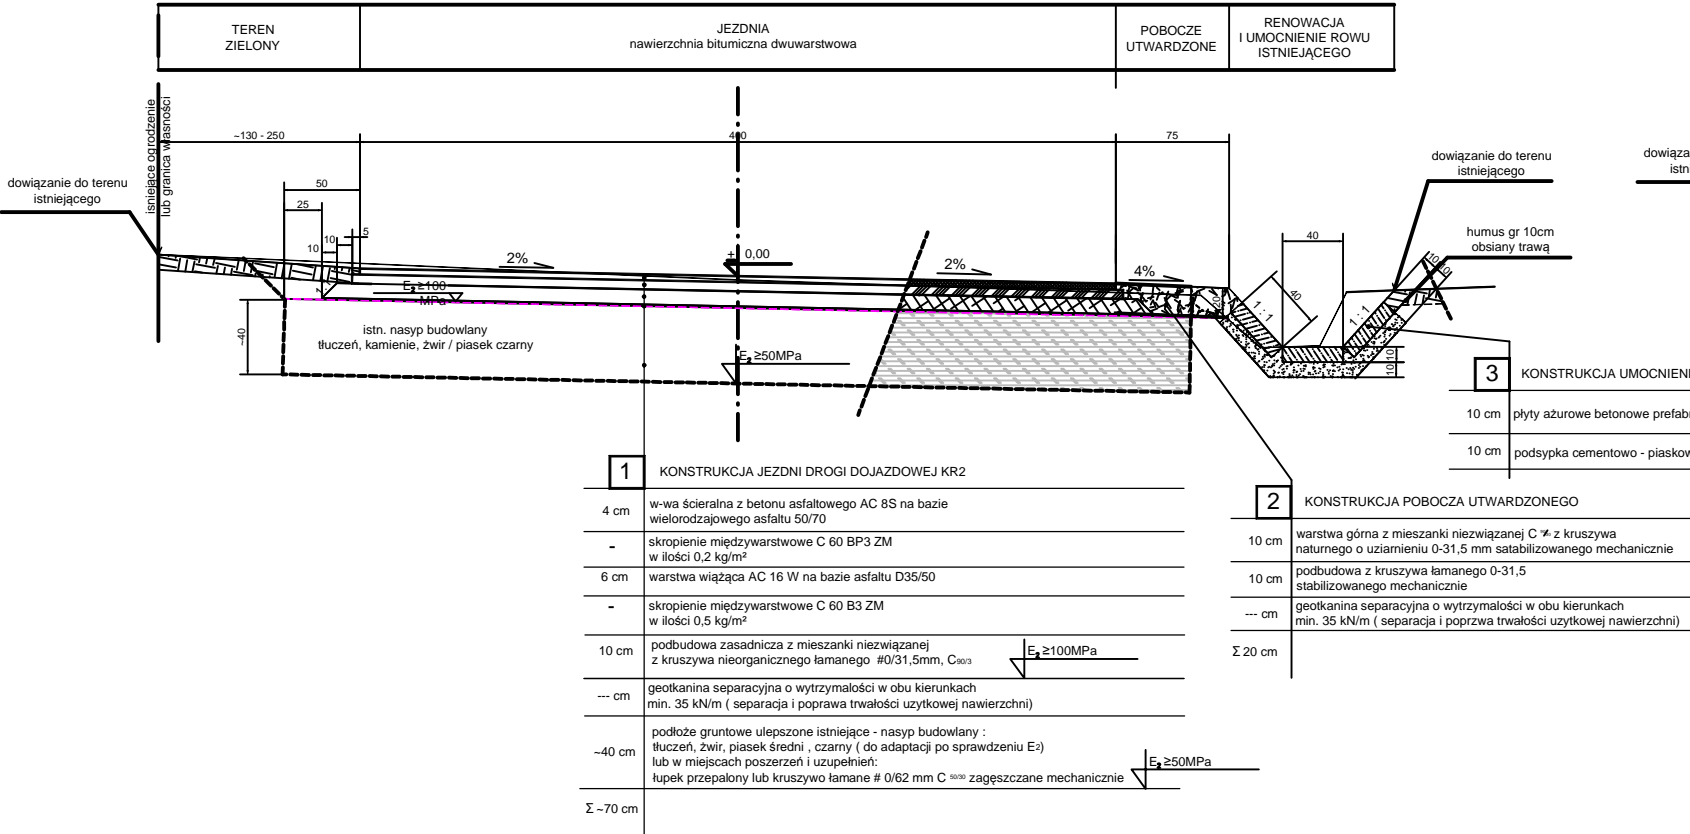 TEREN
ZIELONY
JEZDNIA
nawierzchnia bitumiczna dwuwarstwowa
POBOCZE
UTWARDZONE
RENOWACJA
I UMOCNIENIE ROWU
ISTNIEJĄCEGO
isniejące ogrodzenie
lub granica własności
~130 - 250
400
75
dowiązanie do terenu
istniejącego
50
25
10
10
5
2%
± 0,00
2%
4%
E₂ ≥100
MPa
istn. nasyp budowlany
tłuczeń, kamienie, żwir / piasek czarny
~40
E₂ ≥50MPa
20
1 : 1
40
40
1 : 1
10
10
10
10
dowiązanie do terenu
istniejącego
humus gr 10cm
obsiany trawą
dowiąza
istni
3 KONSTRUKCJA UMOCNIENI
10 cm płyty ażurowe betonowe prefabr
10 cm podsypka cementowo - piaskow
1 KONSTRUKCJA JEZDNI DROGI DOJAZDOWEJ KR2
4 cm w-wa ścieralna z betonu asfaltowego AC 8S na bazie
wielorodzajowego asfaltu 50/70
- skropienie międzywarstwowe C 60 BP3 ZM
w ilości 0,2 kg/m²
6 cm warstwa wiążąca AC 16 W na bazie asfaltu D35/50
- skropienie międzywarstwowe C 60 B3 ZM
w ilości 0,5 kg/m²
10 cm podbudowa zasadnicza z mieszanki niezwiązanej
z kruszywa nieorganicznego łamanego #0/31,5mm, C90/3
E₂ ≥100MPa
--- cm geotkanina separacyjna o wytrzymalości w obu kierunkach
min. 35 kN/m ( separacja i poprawa trwałości uzytkowej nawierzchni)
~40 cm podłoże gruntowe ulepszone istniejące - nasyp budowlany :
tłuczeń, żwir, piasek średni , czarny ( do adaptacji po sprawdzeniu E2)
lub w miejscach poszerzeń i uzupełnień:
łupek przepalony lub kruszywo łamane # 0/62 mm C 50/30 zagęszczane mechanicznie
E₂ ≥50MPa
Σ ~70 cm
2 KONSTRUKCJA POBOCZA UTWARDZONEGO
10 cm warstwa górna z mieszanki niezwiązanej C z kruszywa
naturnego o uziarnieniu 0-31,5 mm satabilizowanego mechanicznie
10 cm podbudowa z kruszywa łamanego 0-31,5
stabilizowanego mechanicznie
--- cm geotkanina separacyjna o wytrzymalości w obu kierunkach
min. 35 kN/m ( separacja i poprzwa trwałości uzytkowej nawierzchni)
Σ 20 cm